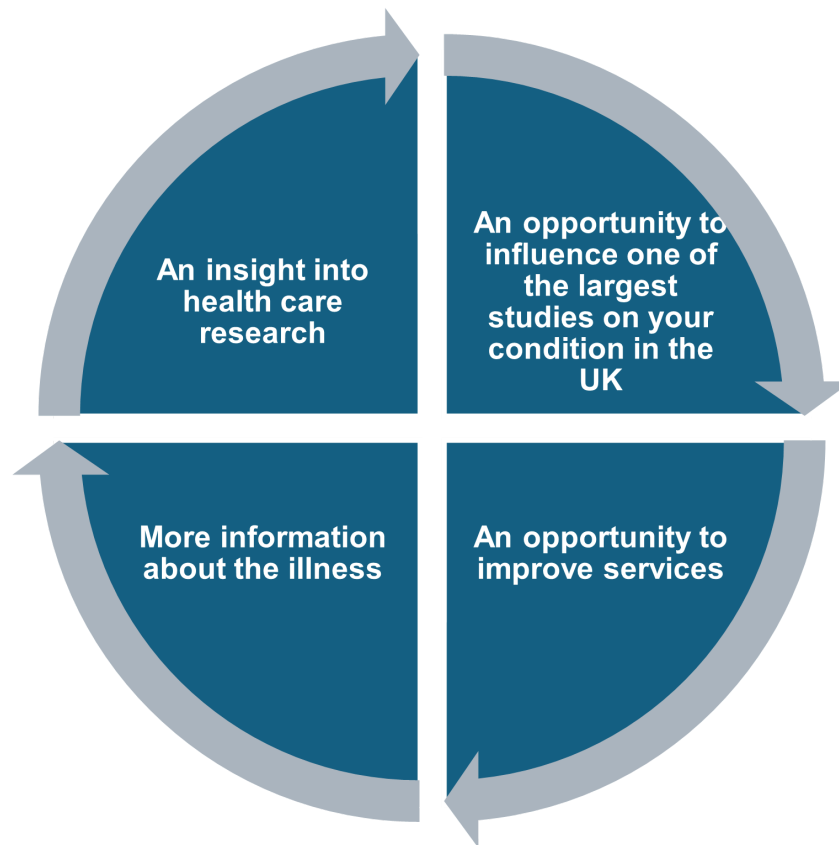 An insight into
health care
research
An opportunity to
influence one of
the largest
studies on your
condition in the
UK
More information
about the illness
An opportunity to
improve services